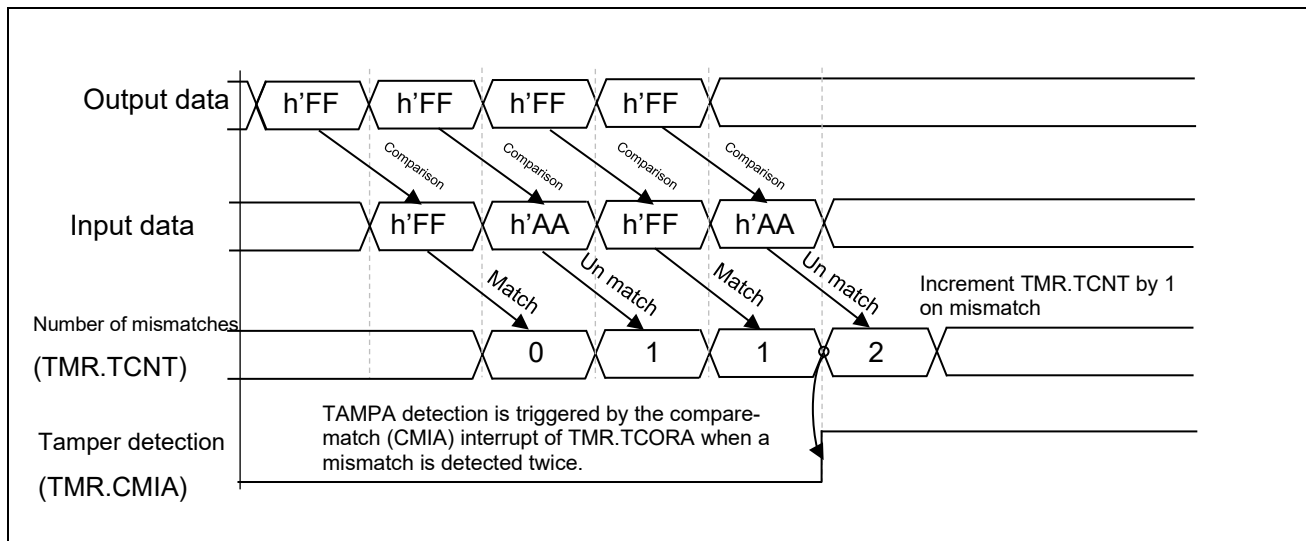 Output data
h'FF h'FF h'FF h'FF
Comparison Comparison Comparison Comparison
Input data
h'FF h'AA h'FF h'AA
Match Un match Match Un match
Increment TMR.TCNT by 1
on mismatch
Number of mismatches
(TMR.TCNT)
0 1 1 2
TAMPA detection is triggered by the compare-
match (CMIA) interrupt of TMR.TCORA when a
mismatch is detected twice.
Tamper detection
(TMR.CMIA)